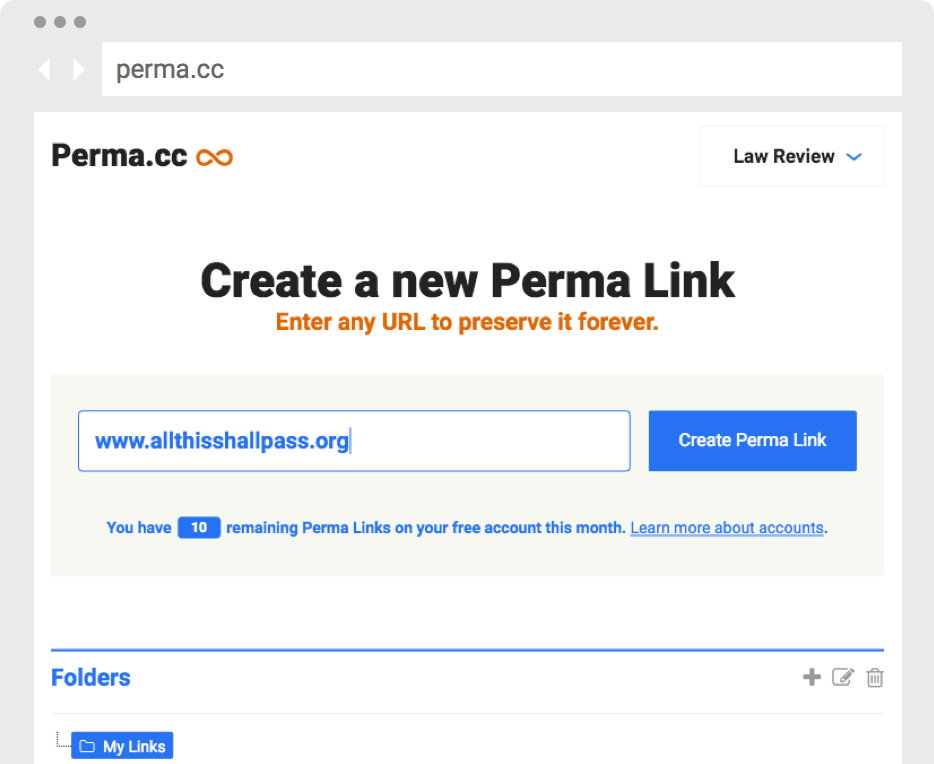 perma.cc
Perma.cc
Law Review
Create a new Perma Link
Enter any URL to preserve it forever.
www.allthisshallpass.org
Create Perma Link
You have 10 remaining Perma Links on your free account this month. Learn more about accounts.
Folders
My Links